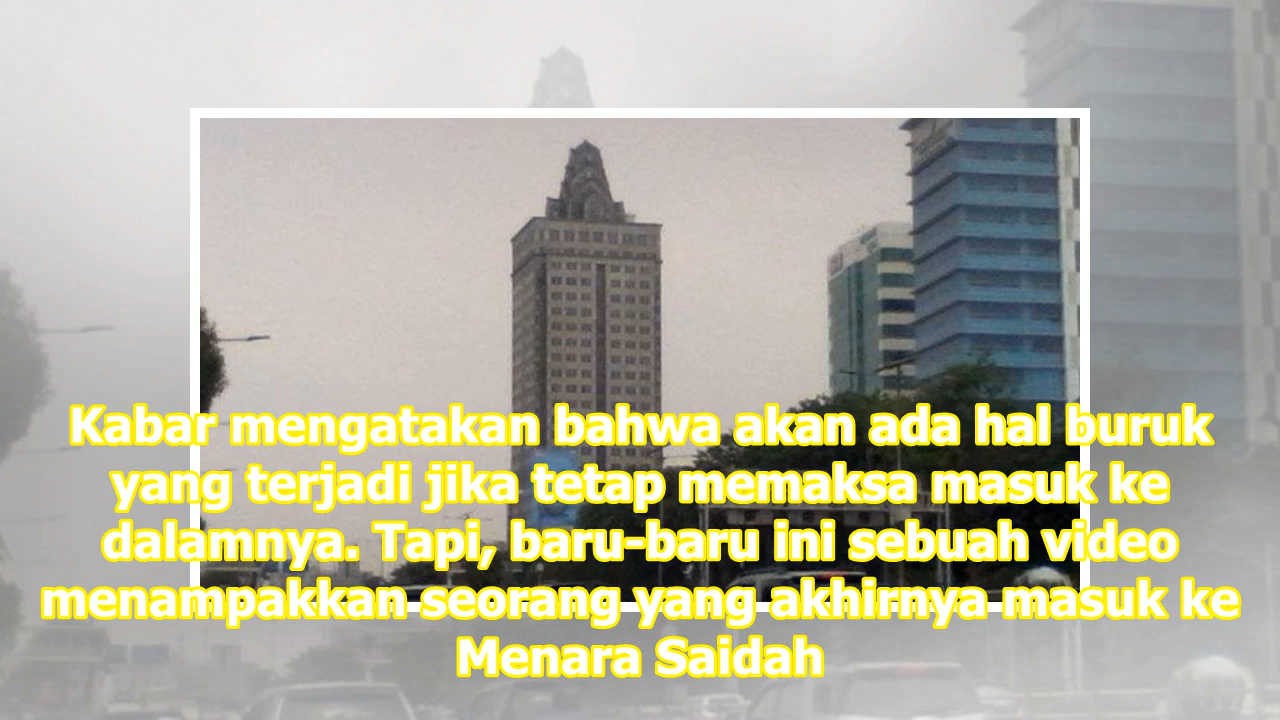 Kabar mengatakan bahwa akan ada hal buruk
yang terjadi jika tetap memaksa masuk ke
dalamnya. Tapi, baru-baru ini sebuah video
menampakkan seorang yang akhirnya masuk ke
Menara Saidah